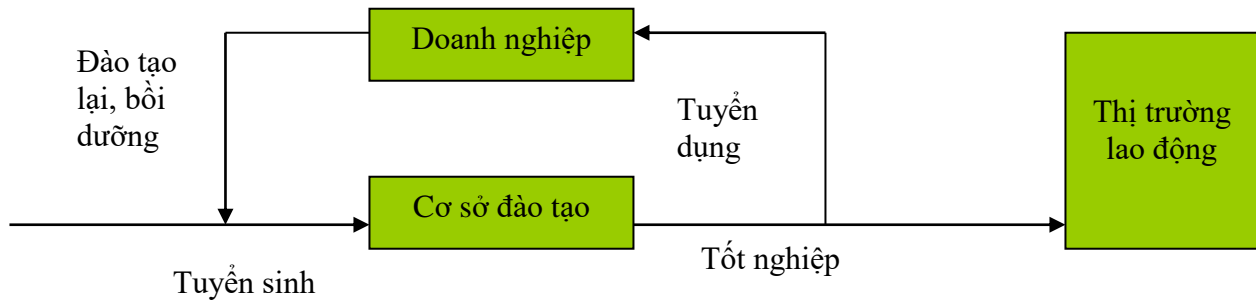 Doanh nghiệp
Đào tạo
lại, bồi
dưỡng
Tuyển
dụng
Thị trường
lao động
Cơ sở đào tạo
Tốt nghiệp
Tuyển sinh